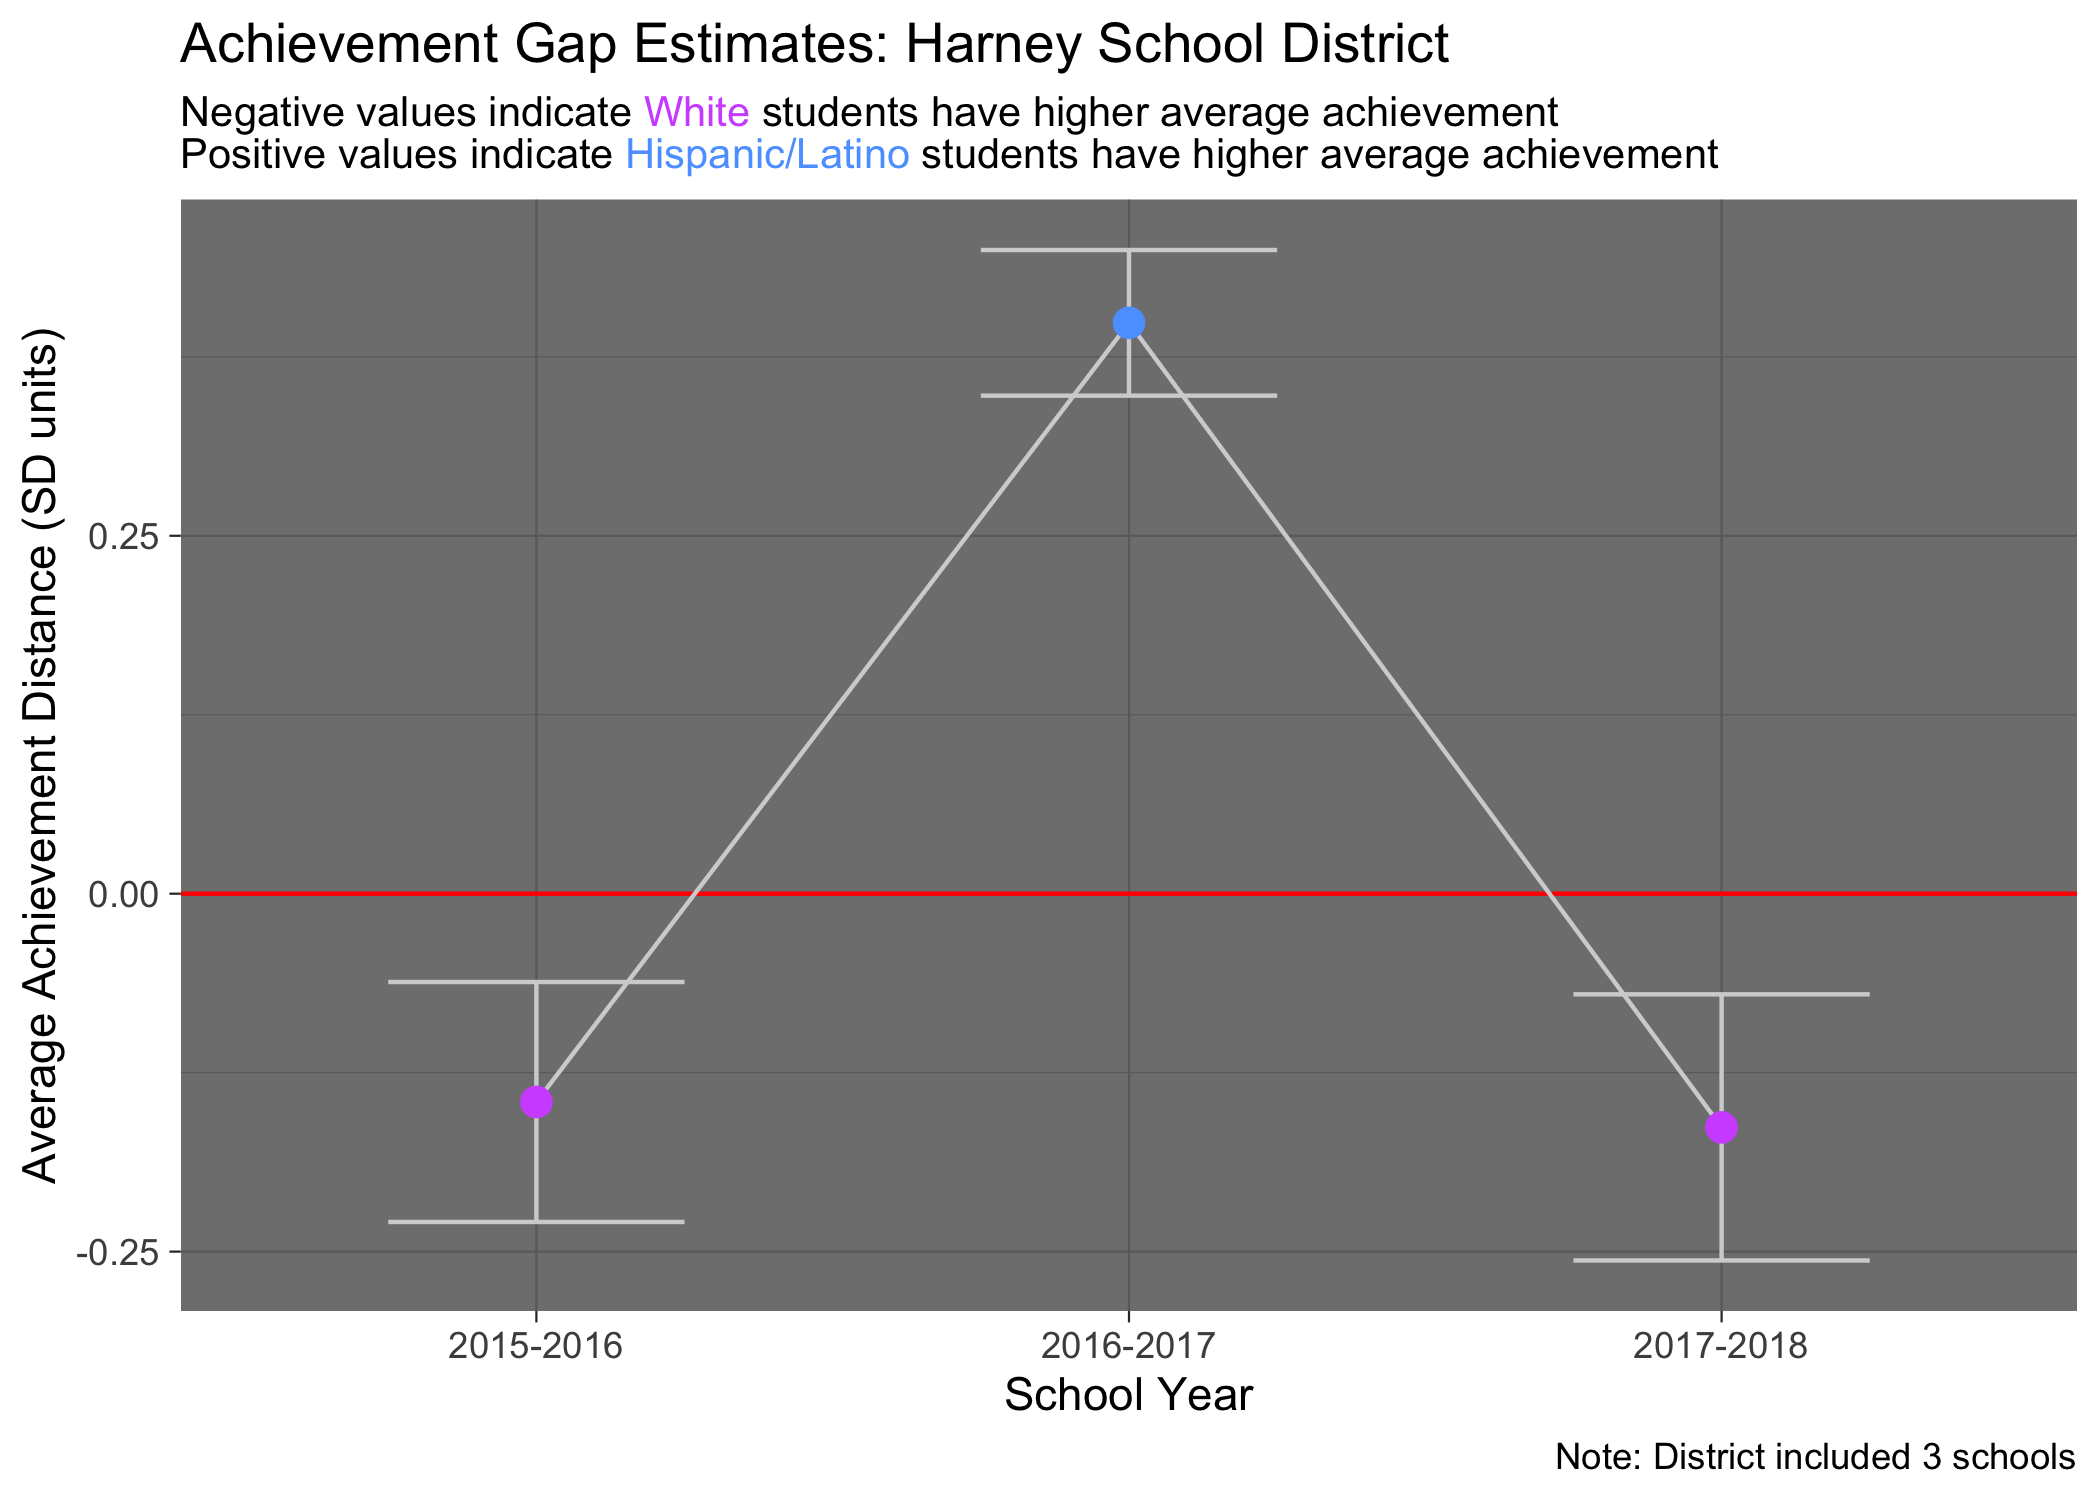 Achievement Gap Estimates: Harney School District
Negative values indicate White students have higher average achievement
Positive values indicate Hispanic/Latino students have higher average achievement
Average Achievement Distance (SD units)
0.25
0.00
-0.25
2015-2016
2016-2017
2017-2018
School Year
Note: District included 3 schools